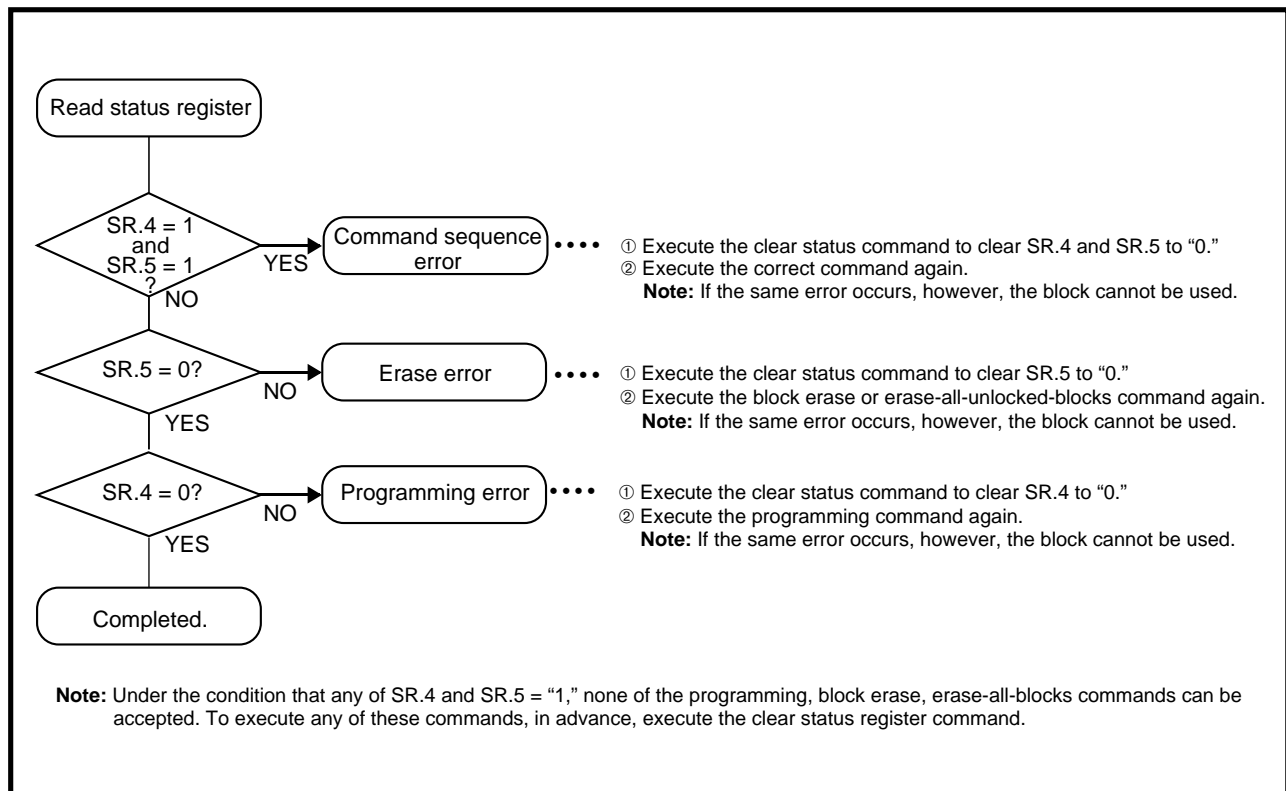 Read status register
SR.4 = 1
and
SR.5 = 1
?
YES
NO
Command sequence
error
① Execute the clear status command to clear SR.4 and SR.5 to “0.”
② Execute the correct command again.
Note: If the same error occurs, however, the block cannot be used.
SR.5 = 0?
NO
YES
Erase error
① Execute the clear status command to clear SR.5 to “0.”
② Execute the block erase or erase-all-unlocked-blocks command again.
Note: If the same error occurs, however, the block cannot be used.
SR.4 = 0?
NO
YES
Programming error
① Execute the clear status command to clear SR.4 to “0.”
② Execute the programming command again.
Note: If the same error occurs, however, the block cannot be used.
Completed.
Note: Under the condition that any of SR.4 and SR.5 = “1,” none of the programming, block erase, erase-all-blocks commands can be
accepted. To execute any of these commands, in advance, execute the clear status register command.